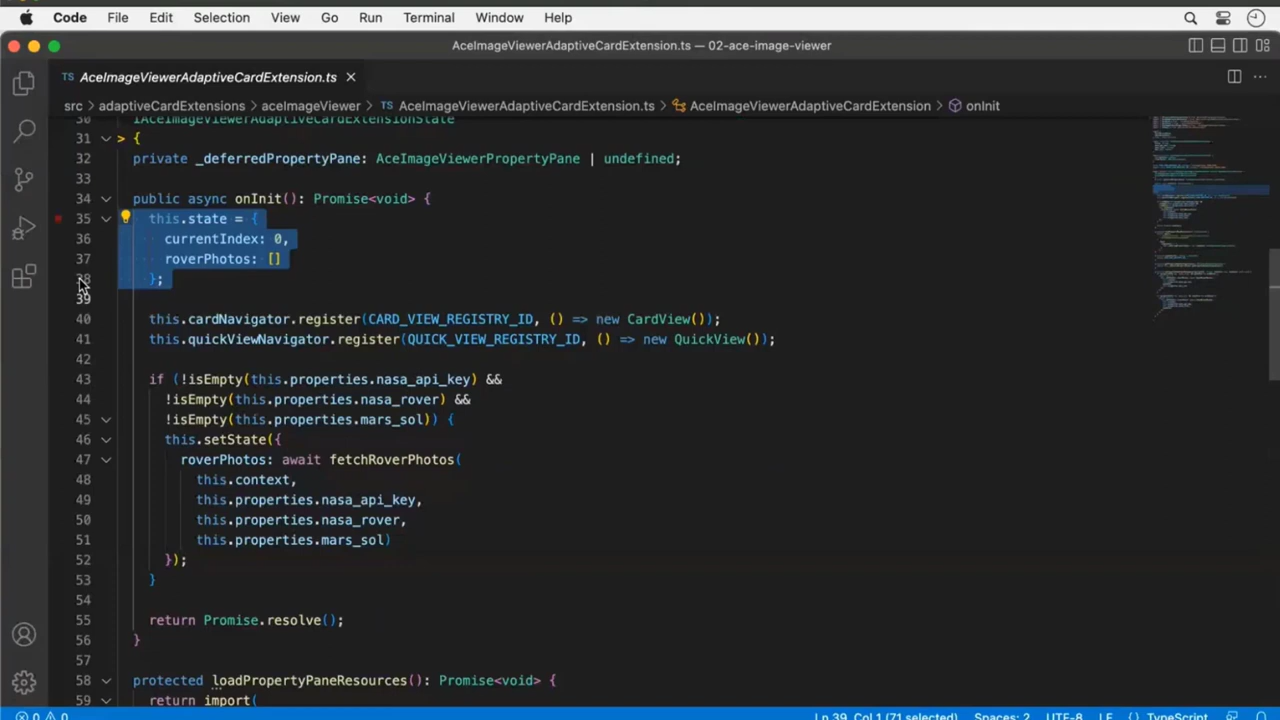 Code File Edit Selection View Go Run Terminal Window Help
AceImageViewerAdaptiveCardExtension.ts — 02-ace-image-viewer
TS AceImageViewerAdaptiveCardExtension.ts
src > adaptiveCardExtensions > aceImageViewer > TS AceImageViewerAdaptiveCardExtension.ts > AceImageViewerAdaptiveCardExtension > onInit
30 IAceImageViewerAdaptiveCardExtensionState
31 > {
32 private _deferredPropertyPane: AceImageViewerPropertyPane | undefined;
33
34 public async onInit(): Promise<void> {
35 this.state = {
36 currentIndex: 0,
37 roverPhotos: []
38 };
39
40 this.cardNavigator.register(CARD_VIEW_REGISTRY_ID, () => new CardView());
41 this.quickViewNavigator.register(QUICK_VIEW_REGISTRY_ID, () => new QuickView());
42
43 if (!isEmpty(this.properties.nasa_api_key) &&
44 !isEmpty(this.properties.nasa_rover) &&
45 !isEmpty(this.properties.mars_sol)) {
46 this.setState({
47 roverPhotos: await fetchRoverPhotos(
48 this.context,
49 this.properties.nasa_api_key,
50 this.properties.nasa_rover,
51 this.properties.mars_sol)
52 });
53 }
54
55 return Promise.resolve();
56 }
57
58 protected loadPropertyPaneResources(): Promise<void> {
59 return import(
0 0 Ln 39, Col 1 (71 selected) Spaces: 2 UTF-8 LF {} TypeScript